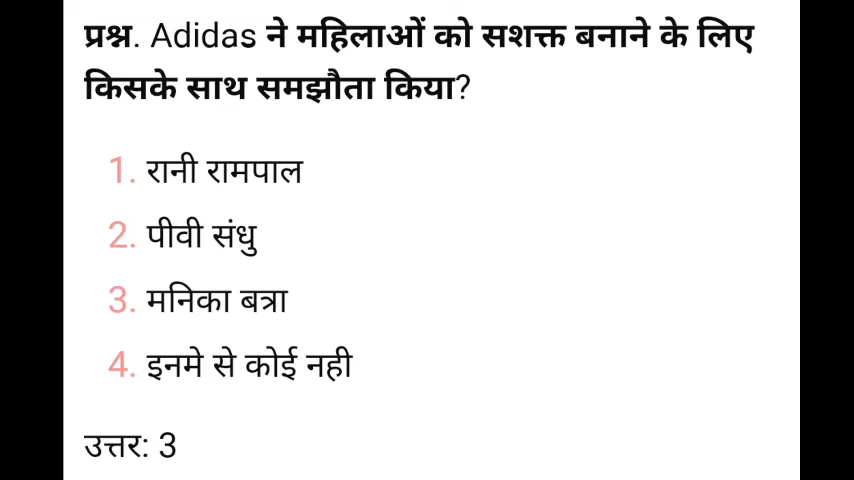 प्रश्न. Adidas ने महिलाओं को सशक्त बनाने के लिए
किसके साथ समझौता किया?
1. रानी रामपाल
2. पीवी संधु
3. मनिका बत्रा
4. इनमे से कोई नही
उत्तर: 3